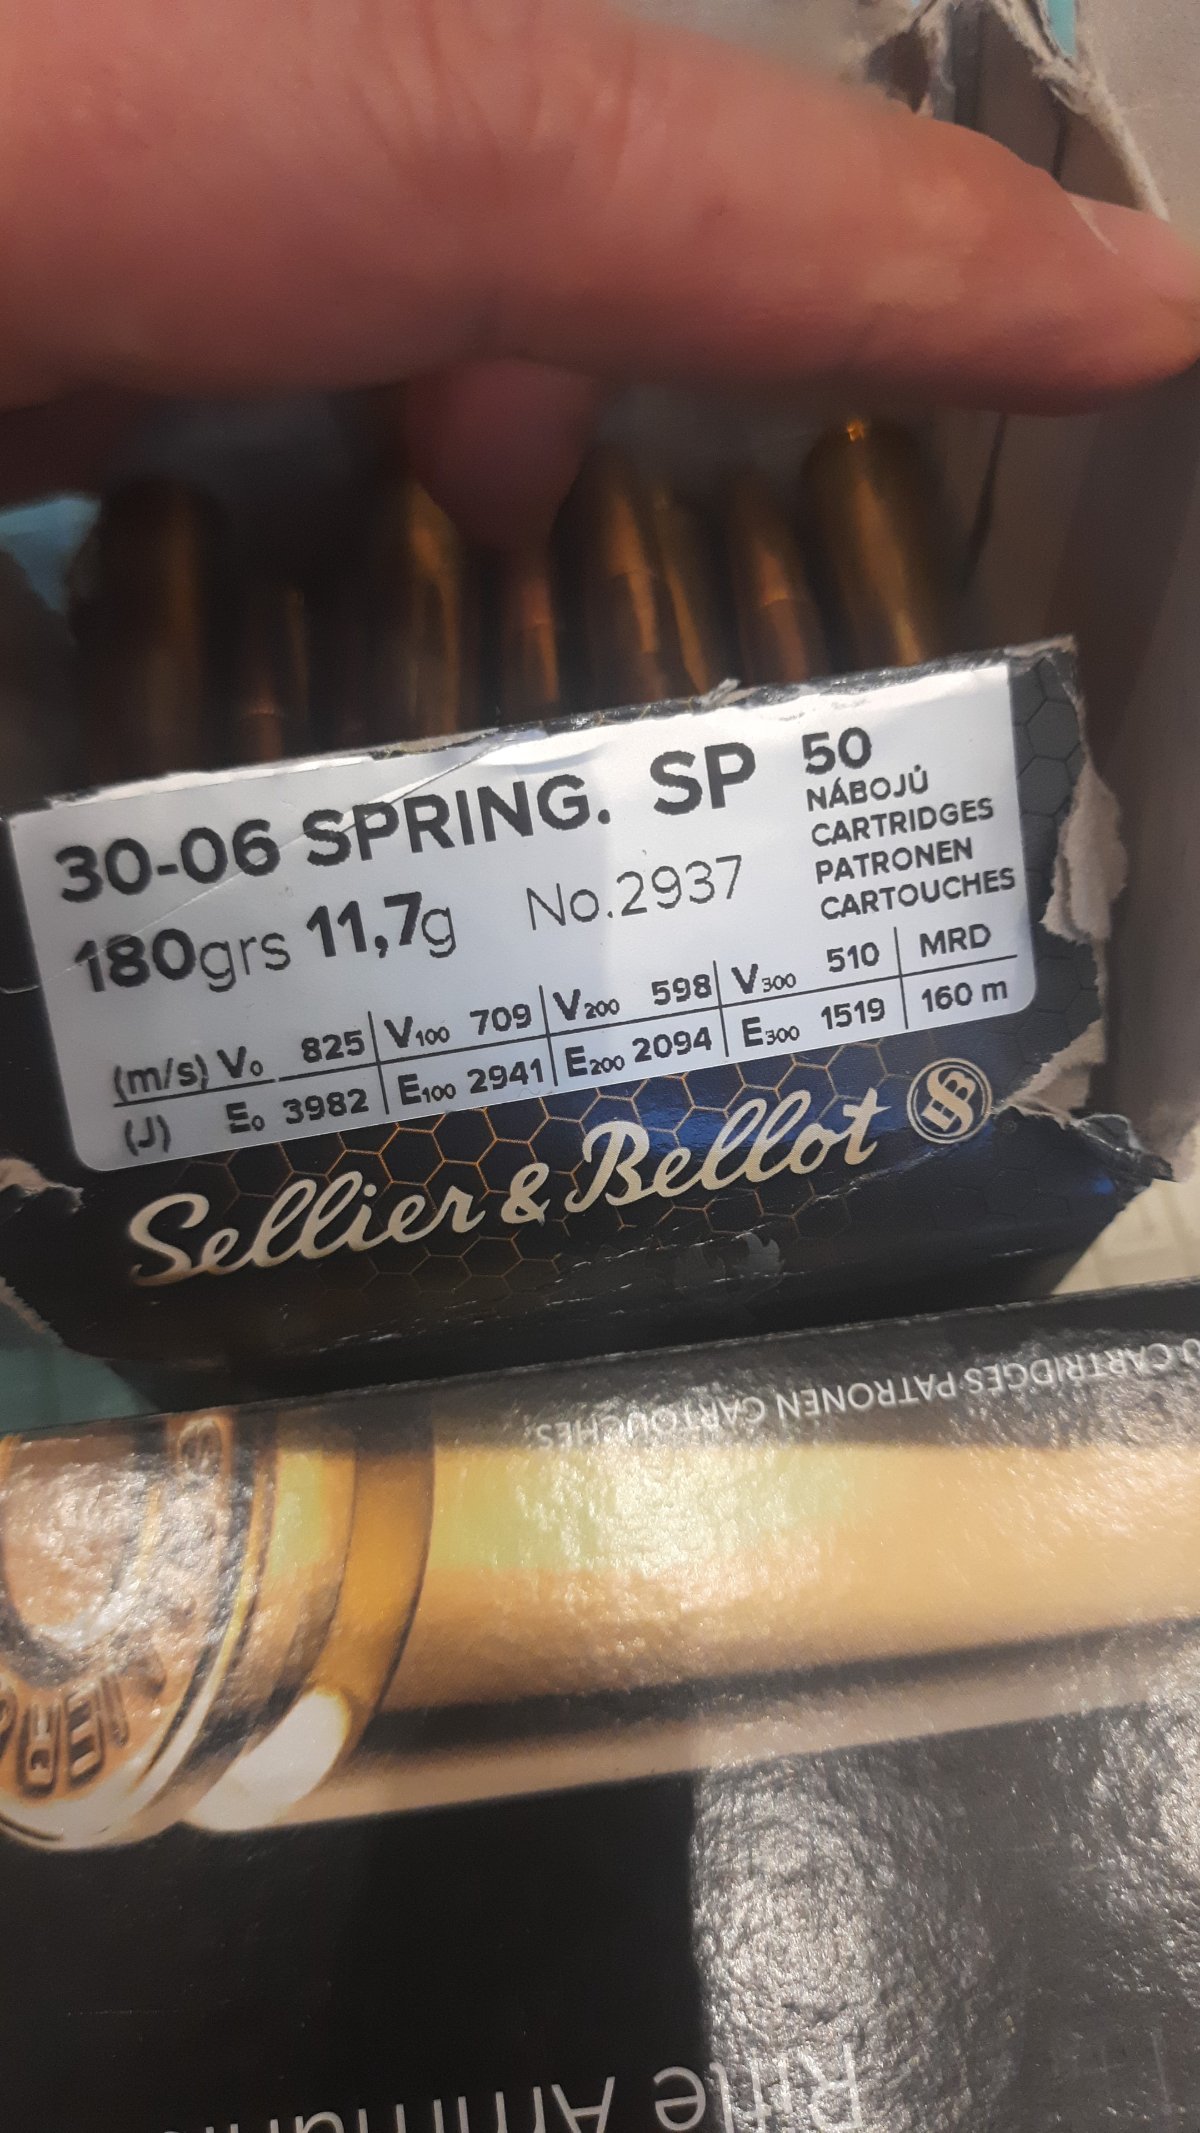 30-06 SPRING. SP
180grs 11,7g No.2937
50
NÁBOJŮ
CARTRIDGES
PATRONEN
CARTOUCHES
(m/s) V₀ 825 V₁₀₀ 709 V₂₀₀ 598 V₃₀₀ 510 MRD
(J) E₀ 3982 E₁₀₀ 2941 E₂₀₀ 2094 E₃₀₀ 1519 160 m
Sellier & Bellot
CARTRIDGES PATRONEN CARTOUCHES
Rifle